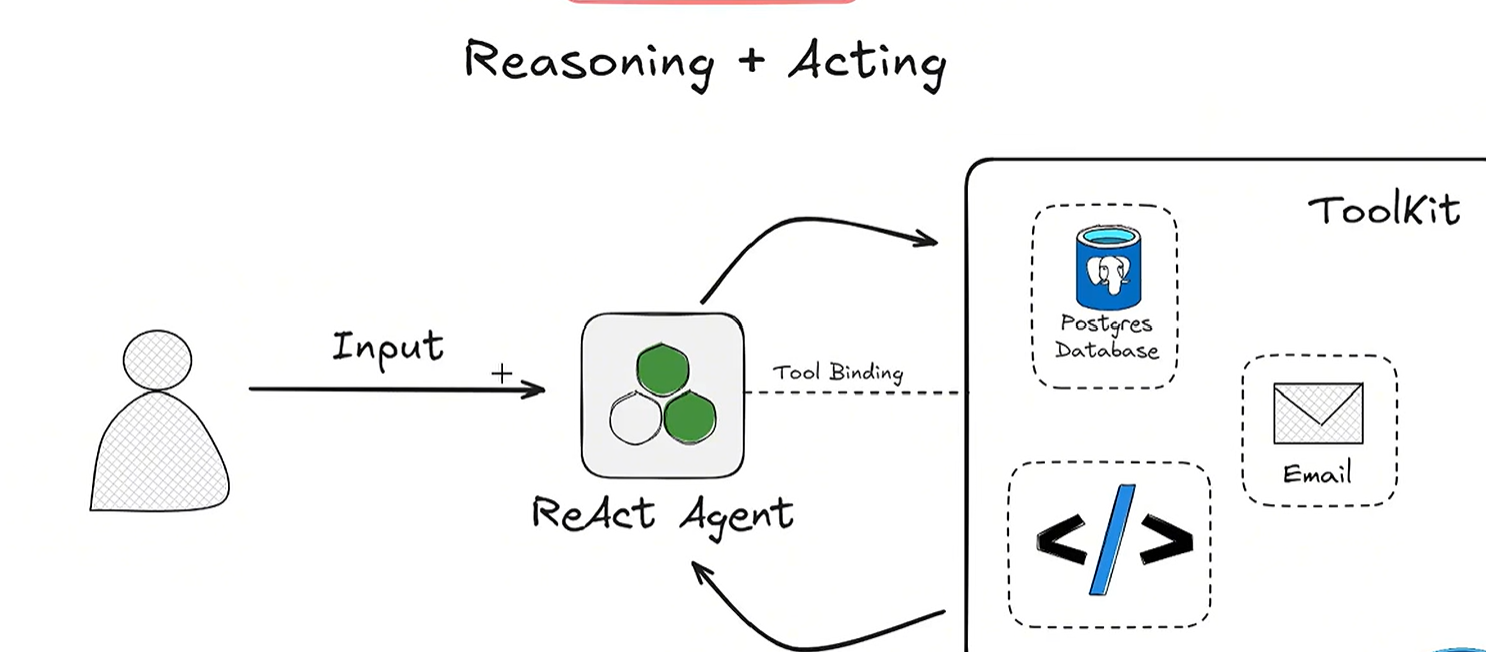 Reasoning + Acting
ToolKit
Postgres
Database
Input
Tool Binding
Email
ReAct Agent
</>